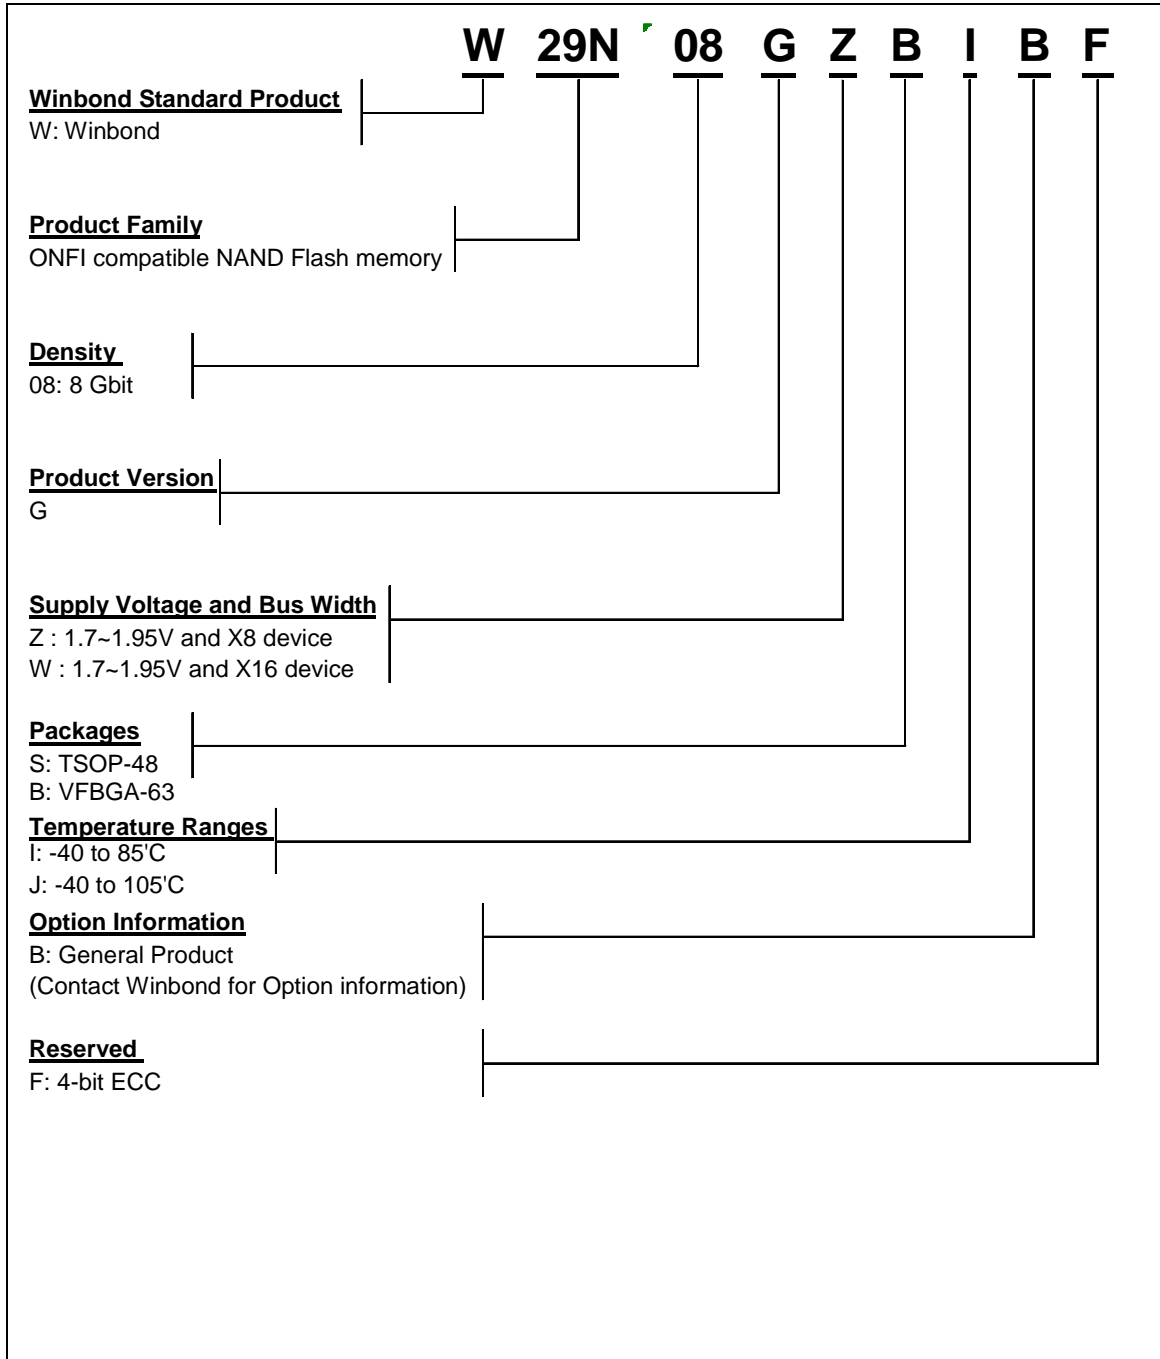 W 29N 08 G Z B I B F
Winbond Standard Product
W: Winbond
Product Family
ONFI compatible NAND Flash memory
Density
08: 8 Gbit
Product Version
G
Supply Voltage and Bus Width
Z : 1.7~1.95V and X8 device
W : 1.7~1.95V and X16 device
Packages
S: TSOP-48
B: VFBGA-63
Temperature Ranges
I: -40 to 85'C
J: -40 to 105'C
Option Information
B: General Product
(Contact Winbond for Option information)
Reserved
F: 4-bit ECC